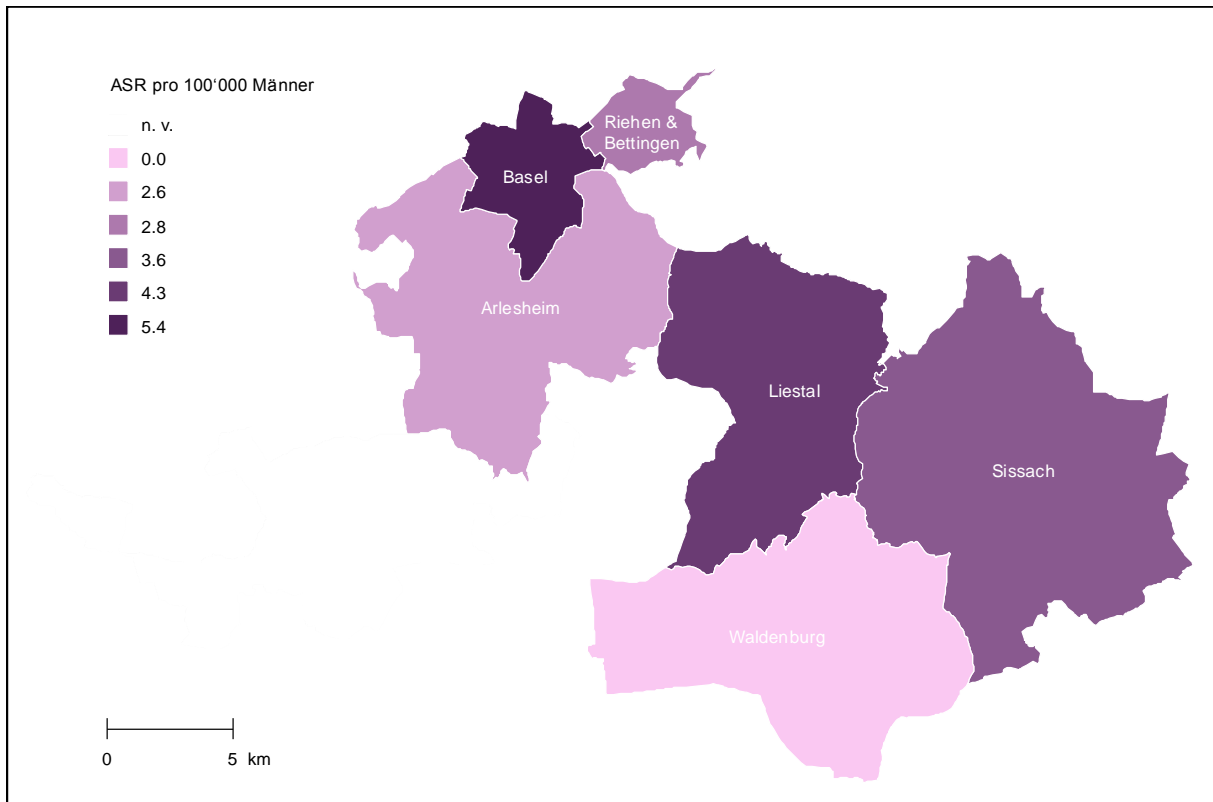 ASR pro 100‘000 Männer
n. v.
0.0
2.6
2.8
3.6
4.3
5.4
Riehen &
Bettingen
Basel
Arlesheim
Liestal
Sissach
Waldenburg
0 5 km